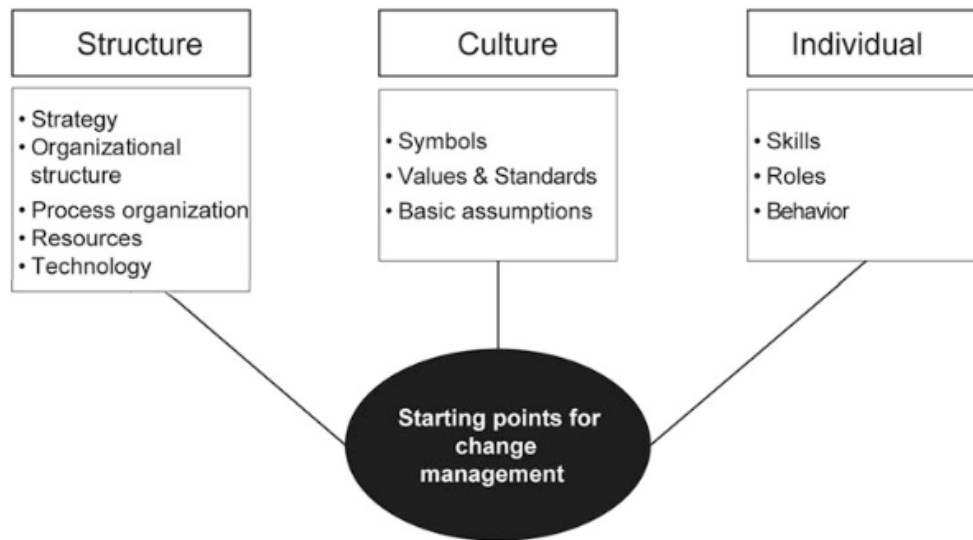 Structure
• Strategy
• Organizational
structure
• Process organization
• Resources
• Technology
Culture
• Symbols
• Values & Standards
• Basic assumptions
Individual
• Skills
• Roles
• Behavior
Starting points for
change
management